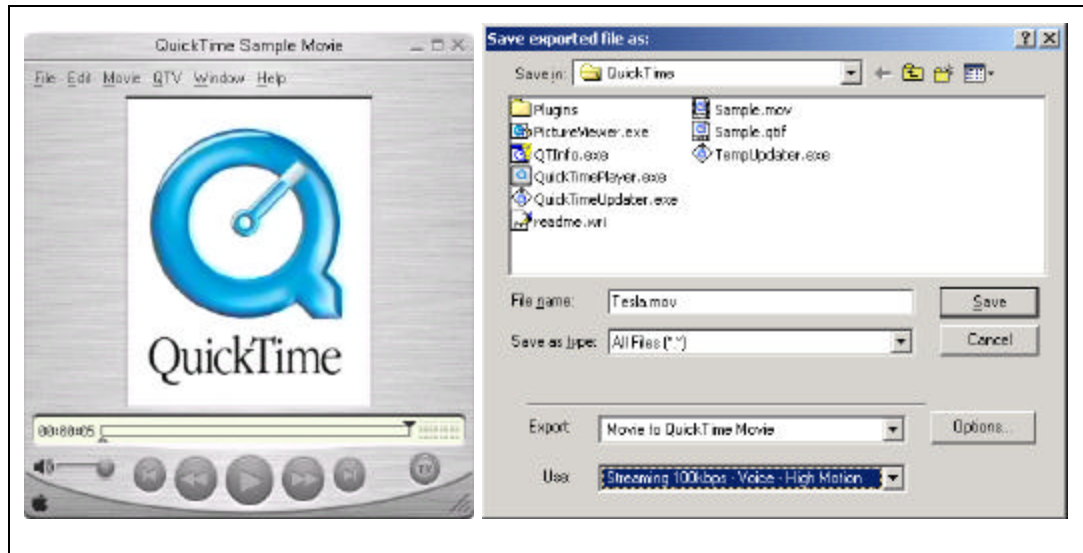 QuickTime Sample Movie
File Edit Movie QTV Window Help
QuickTime
00:00:05
TV
Save exported file as:
Save in: QuickTime
Plugins
PictureViewer.exe
QTInfo.exe
QuickTimePlayer.exe
QuickTimeUpdater.exe
readme.wri
Sample.mov
Sample.qtif
TempUpdater.exe
File name: Tesla.mov
Save
Save as type: All Files (*.*)
Cancel
Export: Movie to QuickTime Movie
Options...
Use: Streaming 100kbps - Voice - High Motion